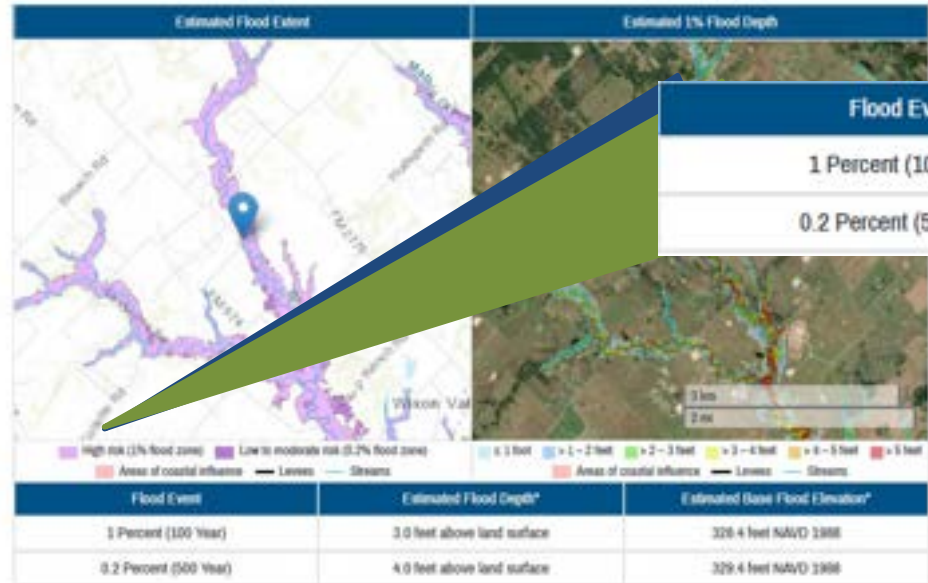 Estimated Flood Extent
Estimated 1% Flood Depth
Flood Ev
1 Percent (10
0.2 Percent (5
FM 2776
FM 974
3 km
2 mi
High risk (1% flood zone) Low to moderate risk (0.2% flood zone)
≤ 1 foot > 1 – 2 feet > 2 – 3 feet > 3 – 4 feet > 4 – 5 feet > 5 feet
Areas of coastal influence Levees Streams
Areas of coastal influence Levees Streams
Flood Event Estimated Flood Depth* Estimated Base Flood Elevation*
1 Percent (100 Year) 3.0 feet above land surface 328.4 feet NAVD 1988
0.2 Percent (500 Year) 4.0 feet above land surface 329.4 feet NAVD 1988